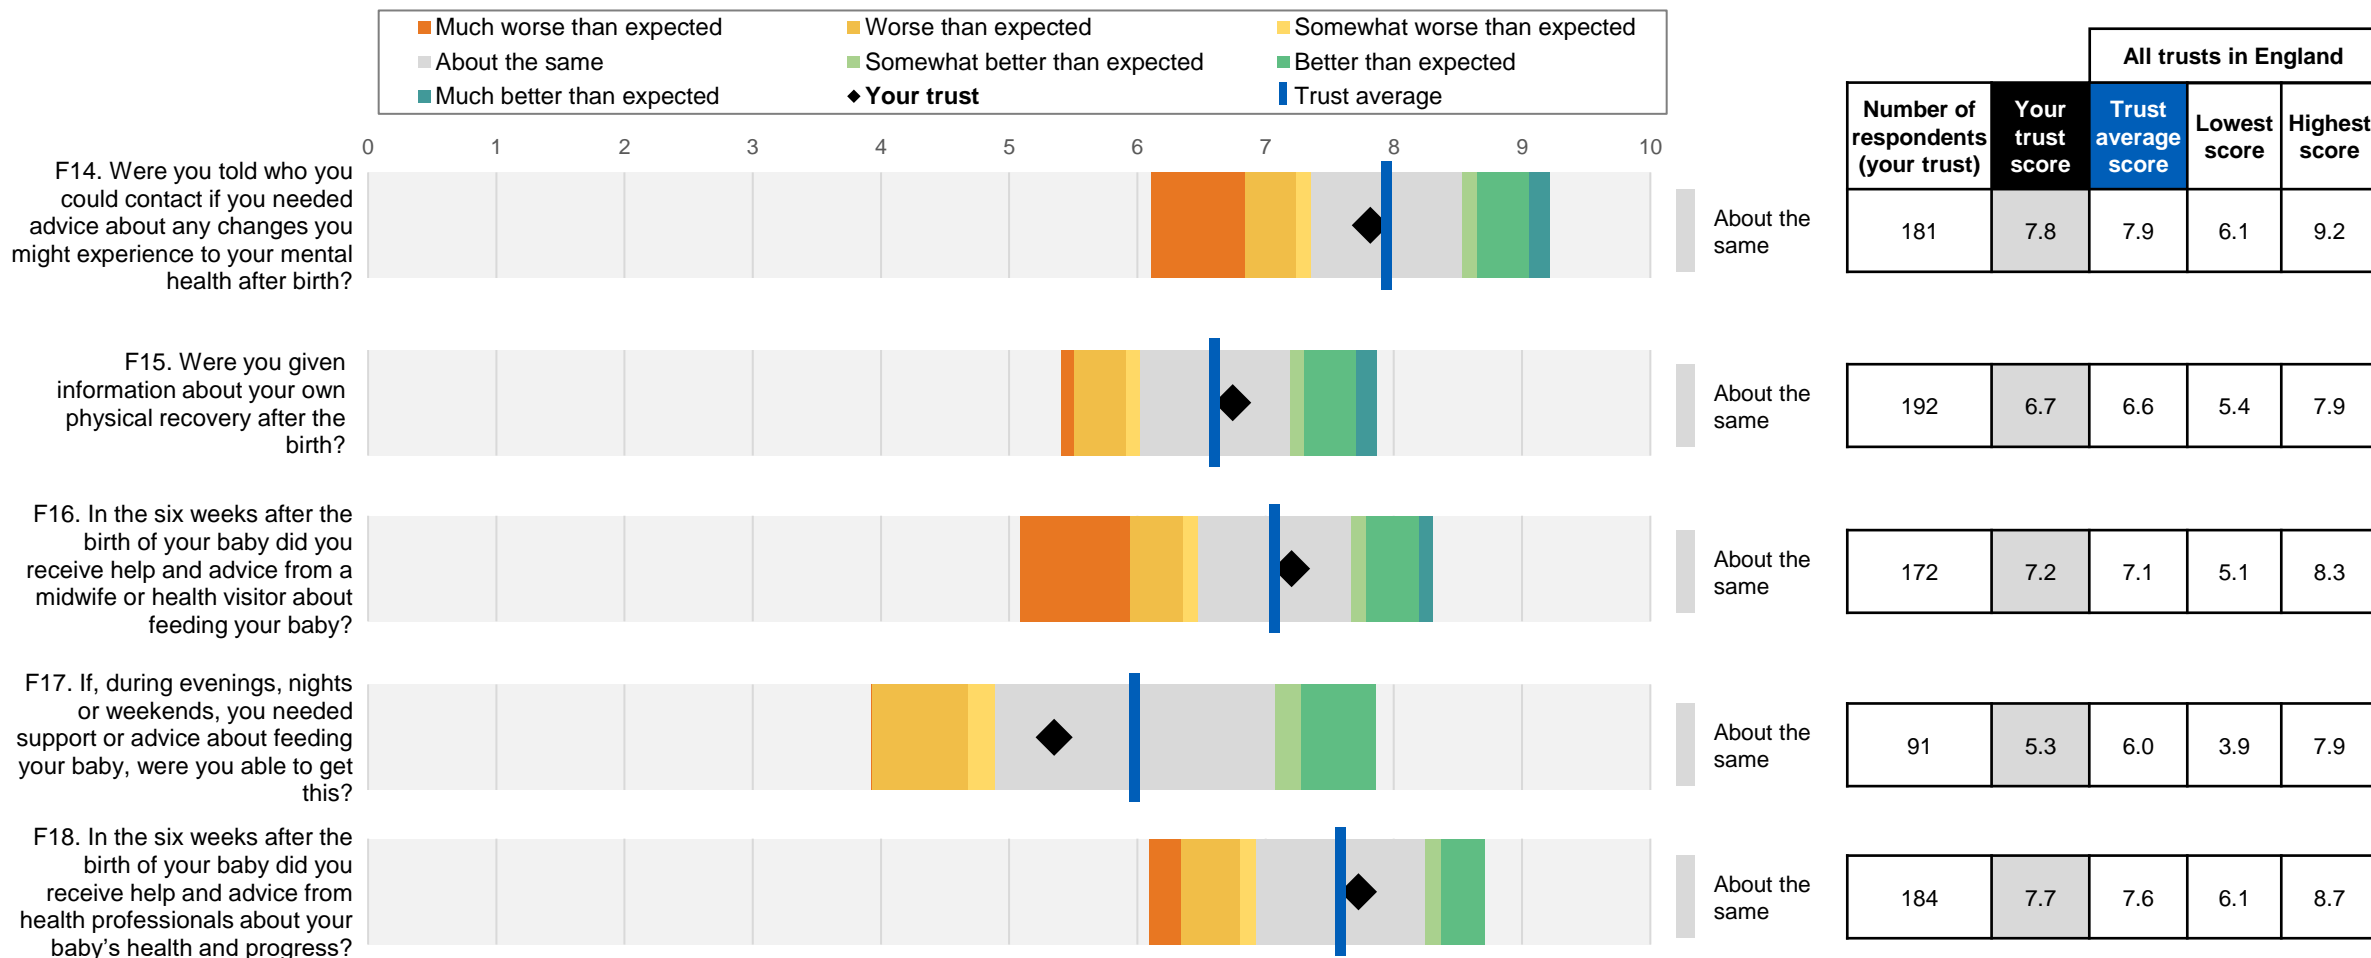 Much worse than expected
Worse than expected
Somewhat worse than expected
About the same
Somewhat better than expected
Better than expected
Much better than expected
Your trust
Trust average
All trusts in England
Number of
respondents
(your trust)
Your
trust
score
Trust
average
score
Lowest
score
Highest
score
0 1 2 3 4 5 6 7 8 9 10
F14. Were you told who you
could contact if you needed
advice about any changes you
might experience to your mental
health after birth?
About the
same
181 7.8 7.9 6.1 9.2
F15. Were you given
information about your own
physical recovery after the
birth?
About the
same
192 6.7 6.6 5.4 7.9
F16. In the six weeks after the
birth of your baby did you
receive help and advice from a
midwife or health visitor about
feeding your baby?
About the
same
172 7.2 7.1 5.1 8.3
F17. If, during evenings, nights
or weekends, you needed
support or advice about feeding
your baby, were you able to get
this?
About the
same
91 5.3 6.0 3.9 7.9
F18. In the six weeks after the
birth of your baby did you
receive help and advice from
health professionals about your
baby’s health and progress?
About the
same
184 7.7 7.6 6.1 8.7